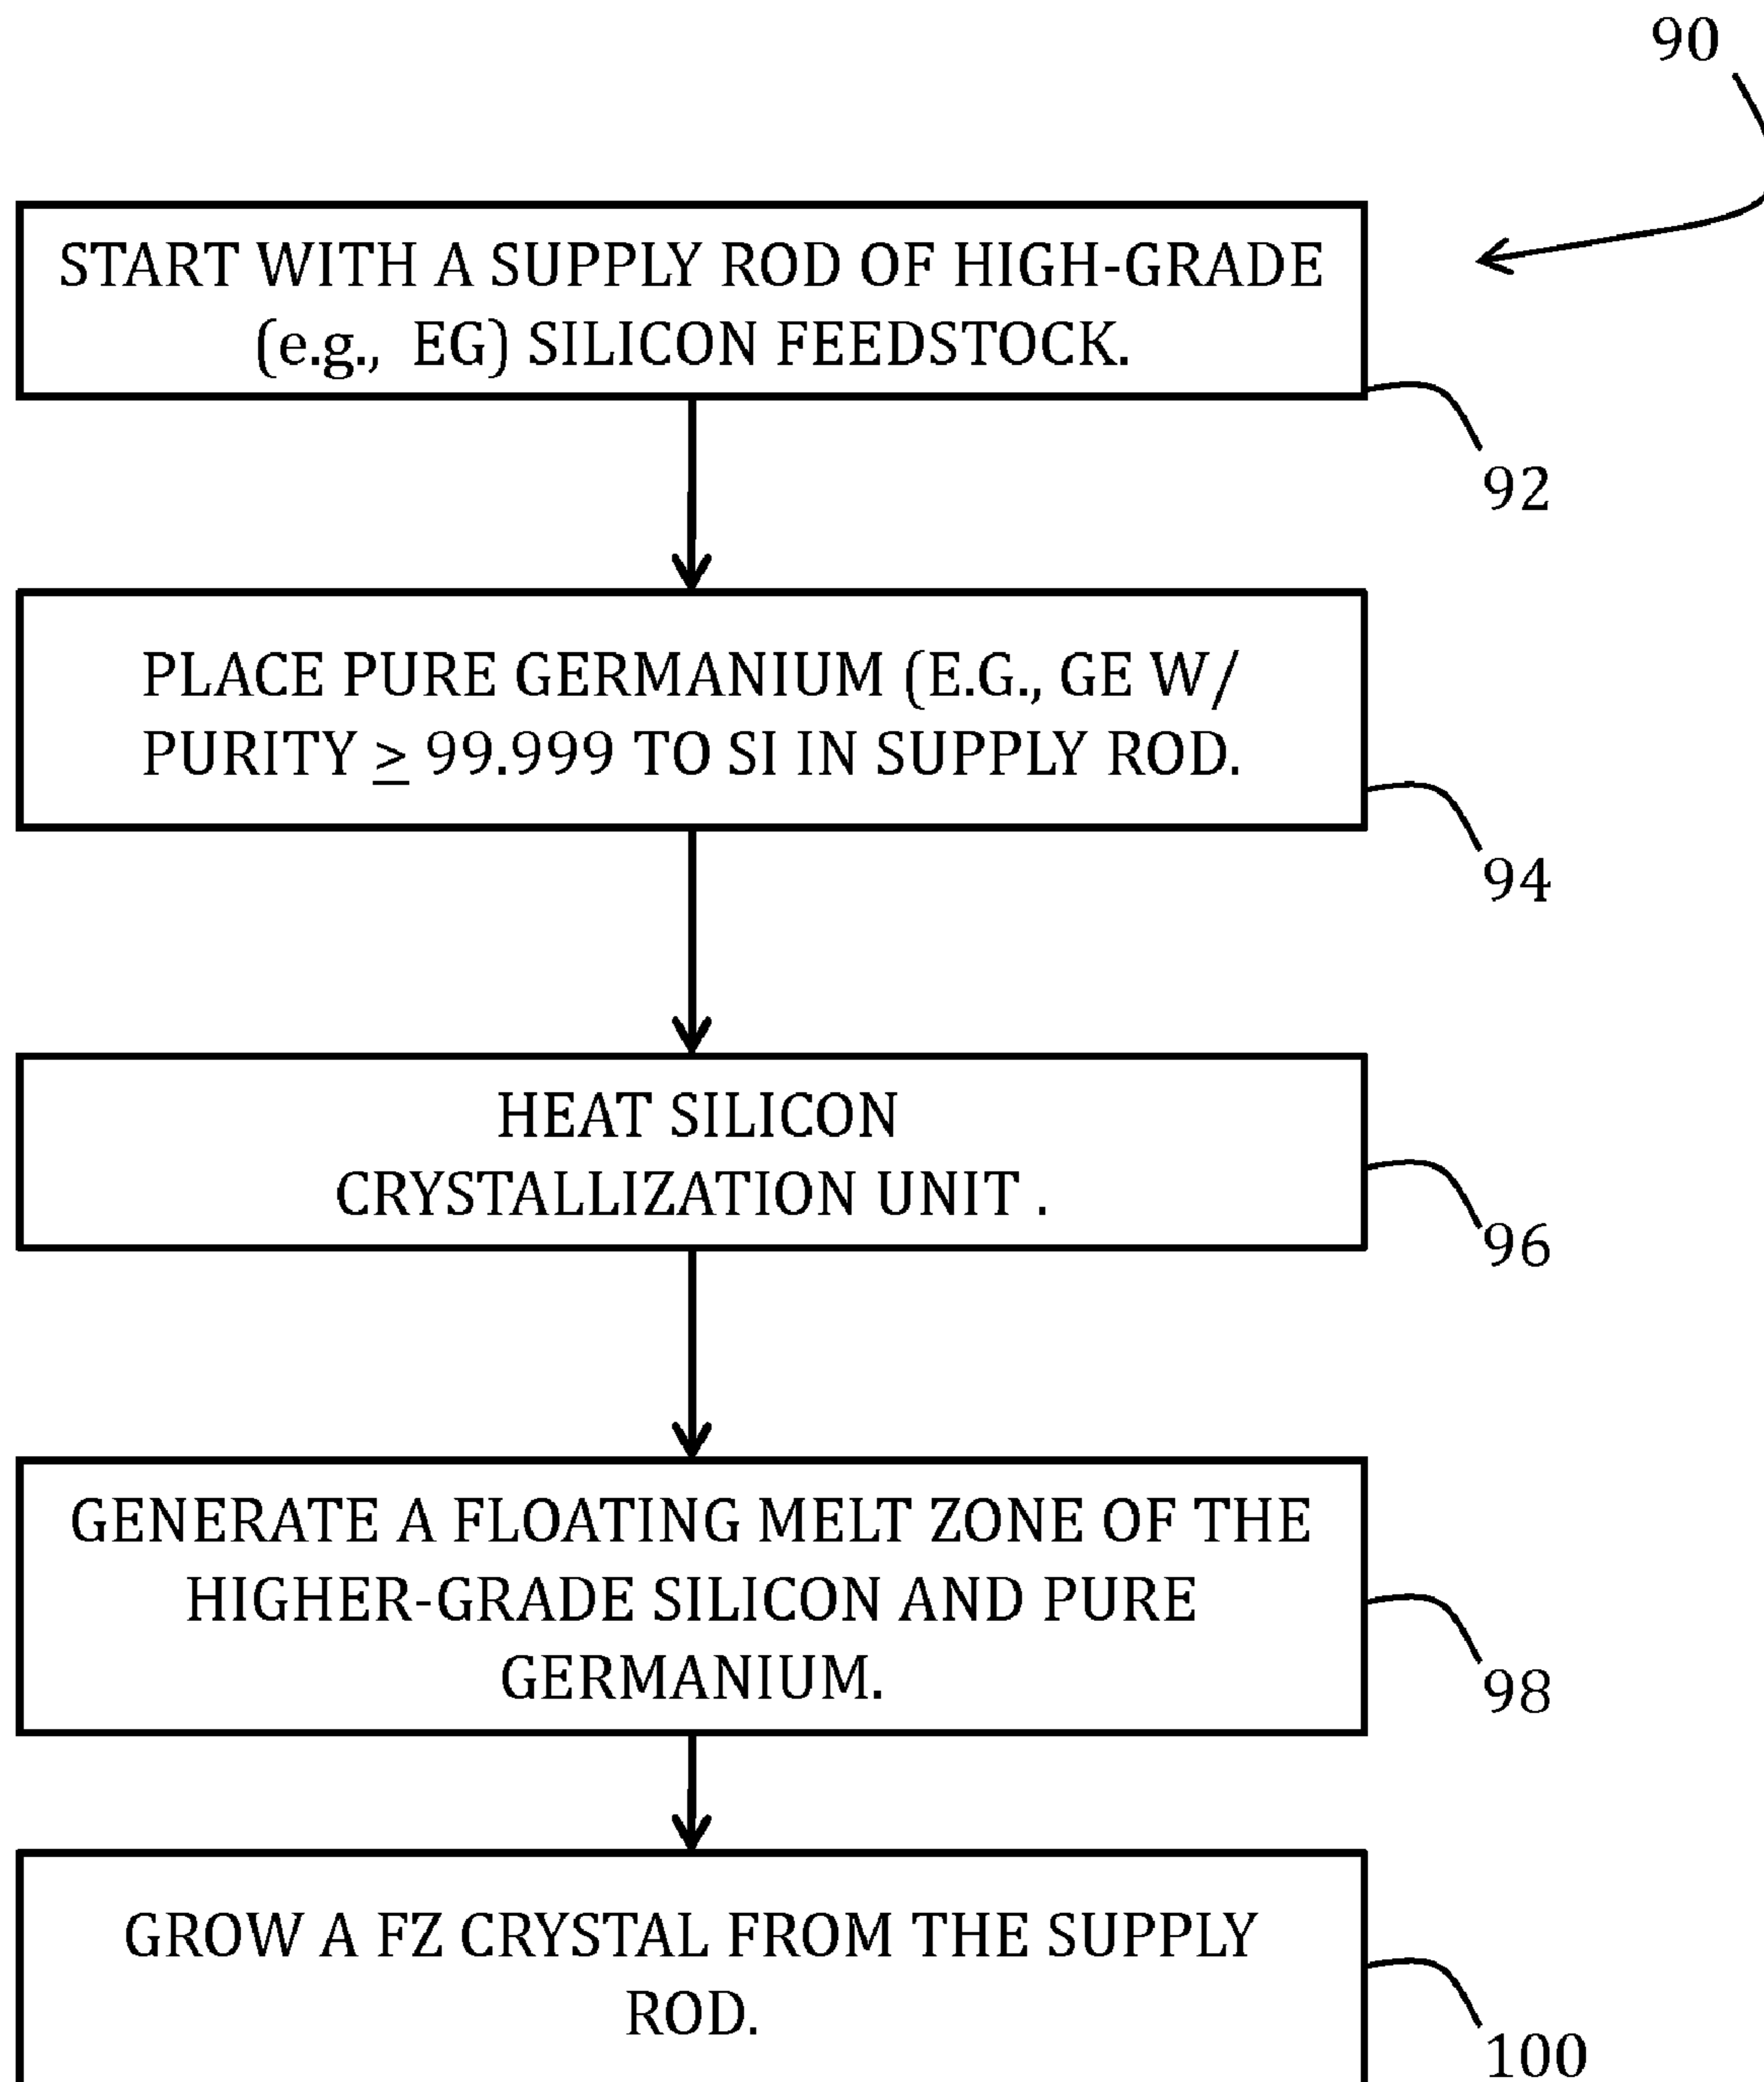 90
START WITH A SUPPLY ROD OF HIGH-GRADE
(e.g., EG) SILICON FEEDSTOCK.
92
PLACE PURE GERMANIUM (E.G., GE W/
PURITY ≥ 99.999 TO SI IN SUPPLY ROD.
94
HEAT SILICON
CRYSTALLIZATION UNIT .
96
GENERATE A FLOATING MELT ZONE OF THE
HIGHER-GRADE SILICON AND PURE
GERMANIUM.
98
GROW A FZ CRYSTAL FROM THE SUPPLY
ROD.
100